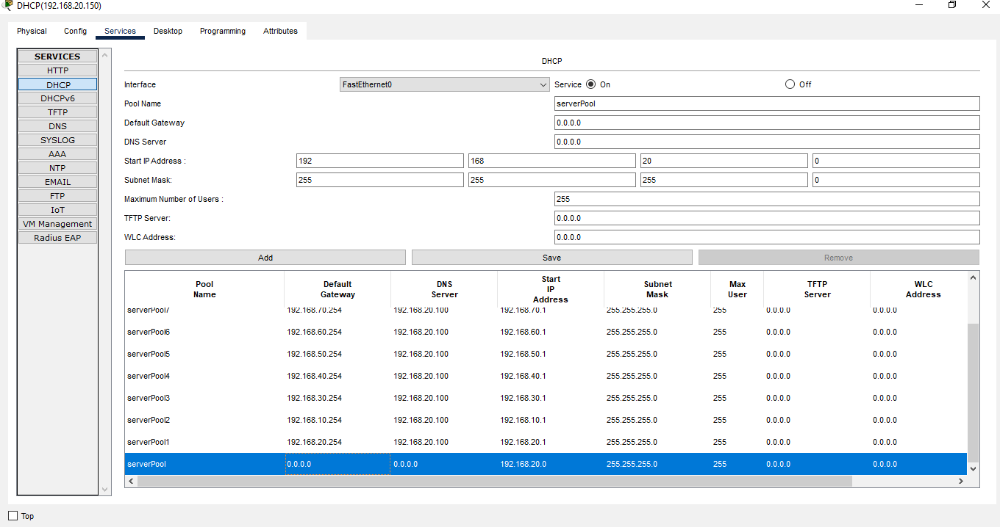 DHCP(192.168.20.150)
Physical Config Services Desktop Programming Attributes
SERVICES
HTTP
DHCP
DHCPv6
TFTP
DNS
SYSLOG
AAA
NTP
EMAIL
FTP
IoT
VM Management
Radius EAP
DHCP
Interface FastEthernet0 Service On Off
Pool Name serverPool
Default Gateway 0.0.0.0
DNS Server 0.0.0.0
Start IP Address : 192 168 20 0
Subnet Mask: 255 255 255 0
Maximum Number of Users : 255
TFTP Server: 0.0.0.0
WLC Address: 0.0.0.0
Add Save Remove
Pool Name Default Gateway DNS Server Start IP Address Subnet Mask Max User TFTP Server WLC Address
serverPool7 192.168.70.254 192.168.20.100 192.168.70.1 255.255.255.0 255 0.0.0.0 0.0.0.0
serverPool6 192.168.60.254 192.168.20.100 192.168.60.1 255.255.255.0 255 0.0.0.0 0.0.0.0
serverPool5 192.168.50.254 192.168.20.100 192.168.50.1 255.255.255.0 255 0.0.0.0 0.0.0.0
serverPool4 192.168.40.254 192.168.20.100 192.168.40.1 255.255.255.0 255 0.0.0.0 0.0.0.0
serverPool3 192.168.30.254 192.168.20.100 192.168.30.1 255.255.255.0 255 0.0.0.0 0.0.0.0
serverPool2 192.168.10.254 192.168.20.100 192.168.10.1 255.255.255.0 255 0.0.0.0 0.0.0.0
serverPool1 192.168.20.254 192.168.20.100 192.168.20.1 255.255.255.0 255 0.0.0.0 0.0.0.0
serverPool 0.0.0.0 0.0.0.0 192.168.20.0 255.255.255.0 255 0.0.0.0 0.0.0.0
Top